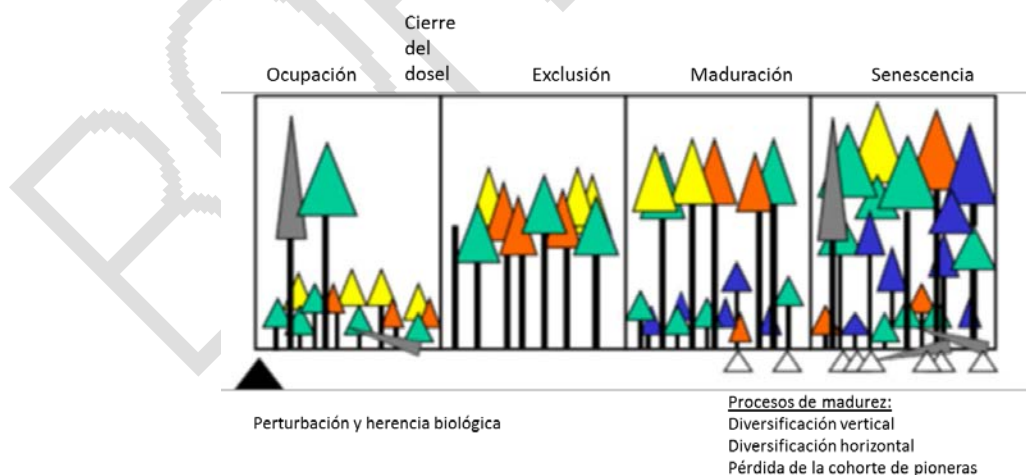 Cierre
del
dosel
Ocupación
Exclusión
Maduración
Senescencia
Perturbación y herencia biológica
Procesos de madurez:
Diversificación vertical
Diversificación horizontal
Pérdida de la cohorte de pioneras